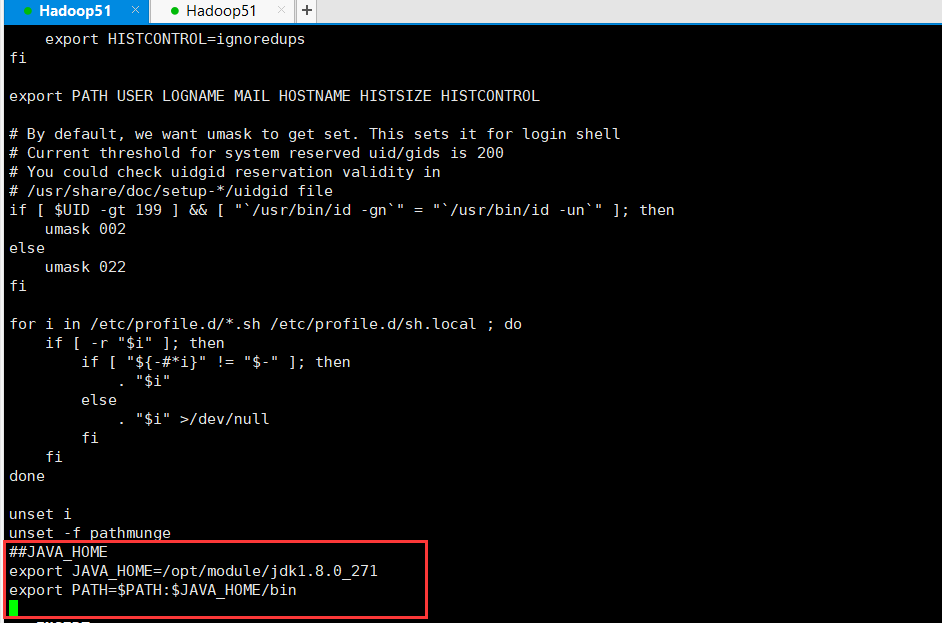 Hadoop51 × Hadoop51 × +
    export HISTCONTROL=ignoredups
fi

export PATH USER LOGNAME MAIL HOSTNAME HISTSIZE HISTCONTROL

# By default, we want umask to get set. This sets it for login shell
# Current threshold for system reserved uid/gids is 200
# You could check uidgid reservation validity in
# /usr/share/doc/setup-*/uidgid file
if [ $UID -gt 199 ] && [ "`/usr/bin/id -gn`" = "`/usr/bin/id -un`" ]; then
    umask 002
else
    umask 022
fi

for i in /etc/profile.d/*.sh /etc/profile.d/sh.local ; do
    if [ -r "$i" ]; then
        if [ "${-#*i}" != "$-" ]; then
            . "$i"
        else
            . "$i" >/dev/null
        fi
    fi
done

unset i
unset -f pathmunge
##JAVA_HOME
export JAVA_HOME=/opt/module/jdk1.8.0_271
export PATH=$PATH:$JAVA_HOME/bin